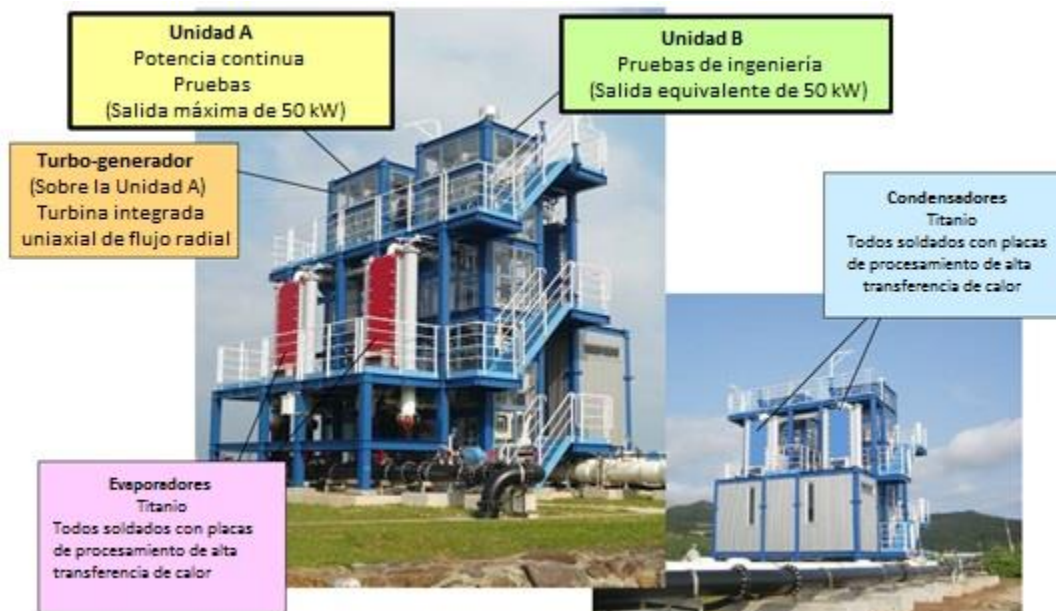 Unidad A
Potencia continua
Pruebas
(Salida máxima de 50 kW)
Unidad B
Pruebas de ingeniería
(Salida equivalente de 50 kW)
Turbo-generador
(Sobre la Unidad A)
Turbina integrada
uniaxial de flujo radial
Condensadores
Titanio
Todos soldados con placas
de procesamiento de alta
transferencia de calor
Evaporadores
Titanio
Todos soldados con placas
de procesamiento de alta
transferencia de calor